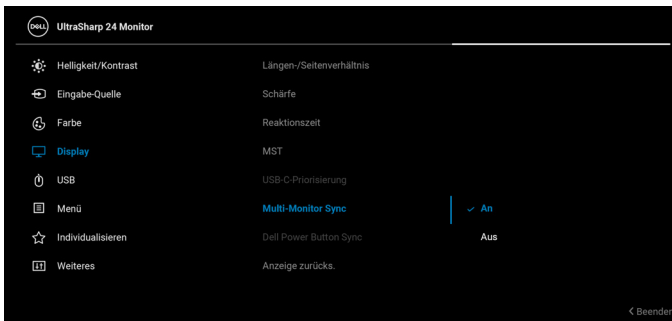 DELL UltraSharp 24 Monitor
Helligkeit/Kontrast
Eingabe-Quelle
Farbe
Display
USB
Menü
Individualisieren
Weiteres
Längen-/Seitenverhältnis
Schärfe
Reaktionszeit
MST
USB-C-Priorisierung
Multi-Monitor Sync
Dell Power Button Sync
Anzeige zurücks.
An
Aus
Beenden